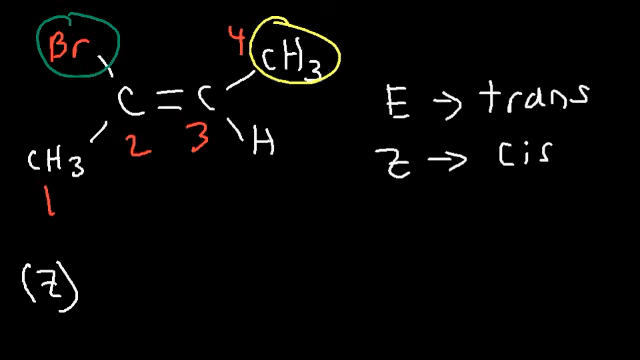 Br 4 CH3
C = C
CH3 2 3 H
1
E → trans
Z → cis
(Z)